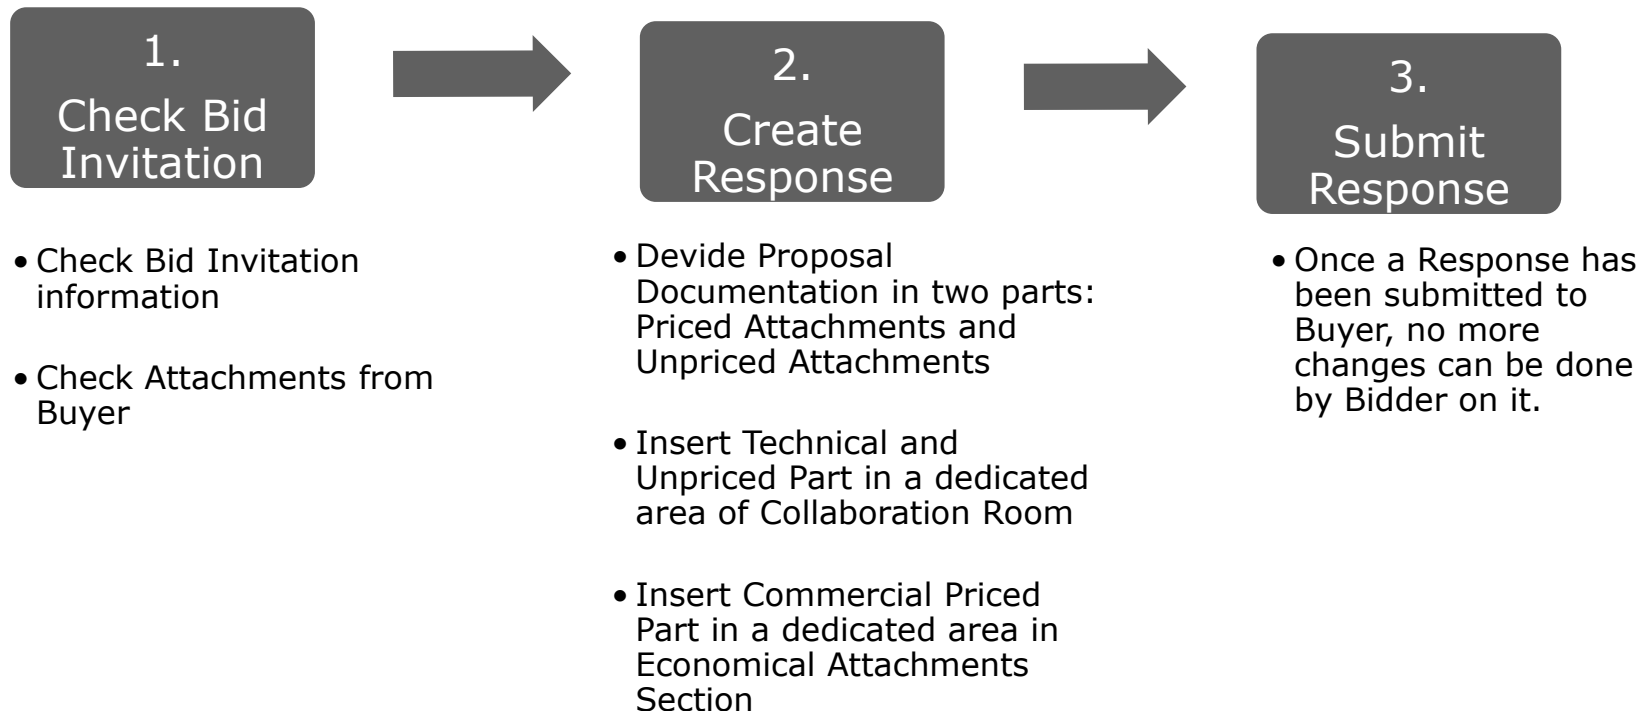 1.
Check Bid
Invitation
• Check Bid Invitation
information
• Check Attachments from
Buyer
2.
Create
Response
• Devide Proposal
Documentation in two parts:
Priced Attachments and
Unpriced Attachments
• Insert Technical and
Unpriced Part in a dedicated
area of Collaboration Room
• Insert Commercial Priced
Part in a dedicated area in
Economical Attachments
Section
3.
Submit
Response
• Once a Response has
been submitted to
Buyer, no more
changes can be done
by Bidder on it.